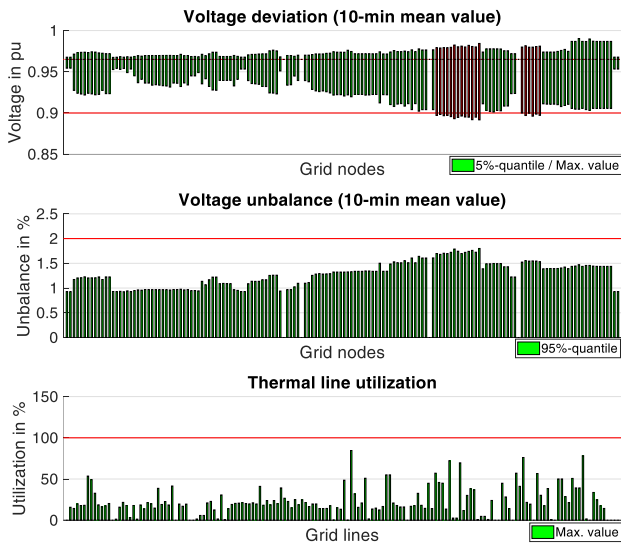 Voltage deviation (10-min mean value)
1
0.95
0.9
0.85
Voltage in pu
Grid nodes
5%-quantile / Max. value
Voltage unbalance (10-min mean value)
2.5
2
1.5
1
0.5
0
Unbalance in %
Grid nodes
95%-quantile
Thermal line utilization
150
100
50
0
Utilization in %
Grid lines
Max. value